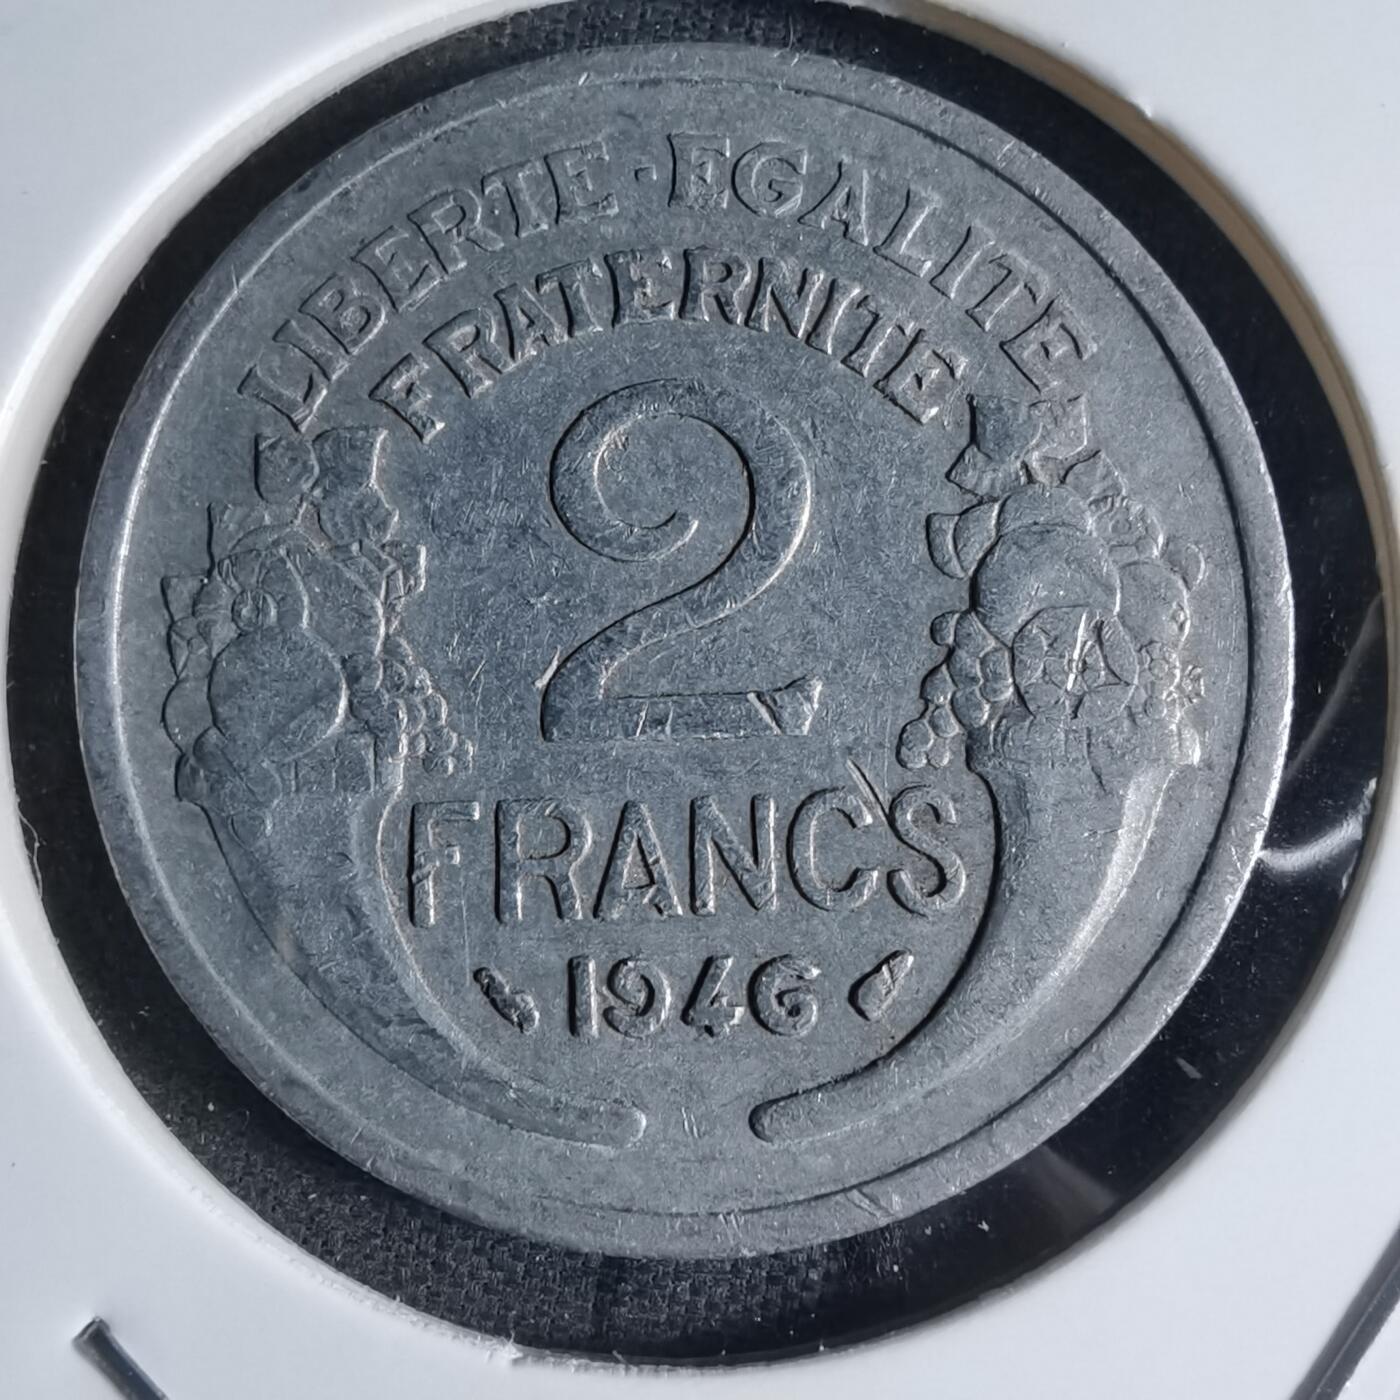 LIBERTE · EGALITE
FRATERNITE
2
FRANCS
1946